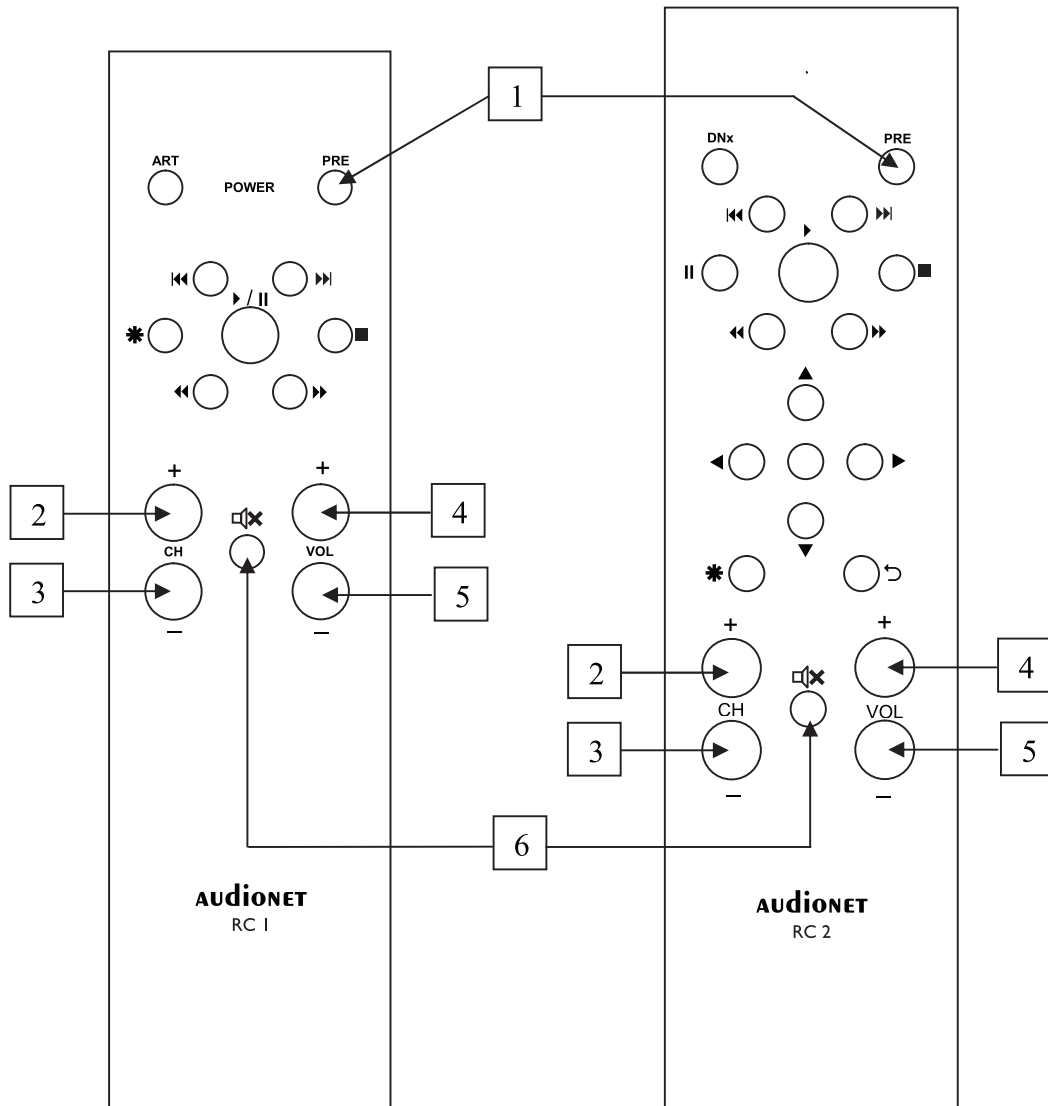 1
ART
POWER
PRE
/
+
+
2
4
CH
VOL
3
5
−
−
AUDIONET
RC 1
DNx
PRE
+
+
2
4
CH
VOL
3
5
−
−
6
AUDIONET
RC 2